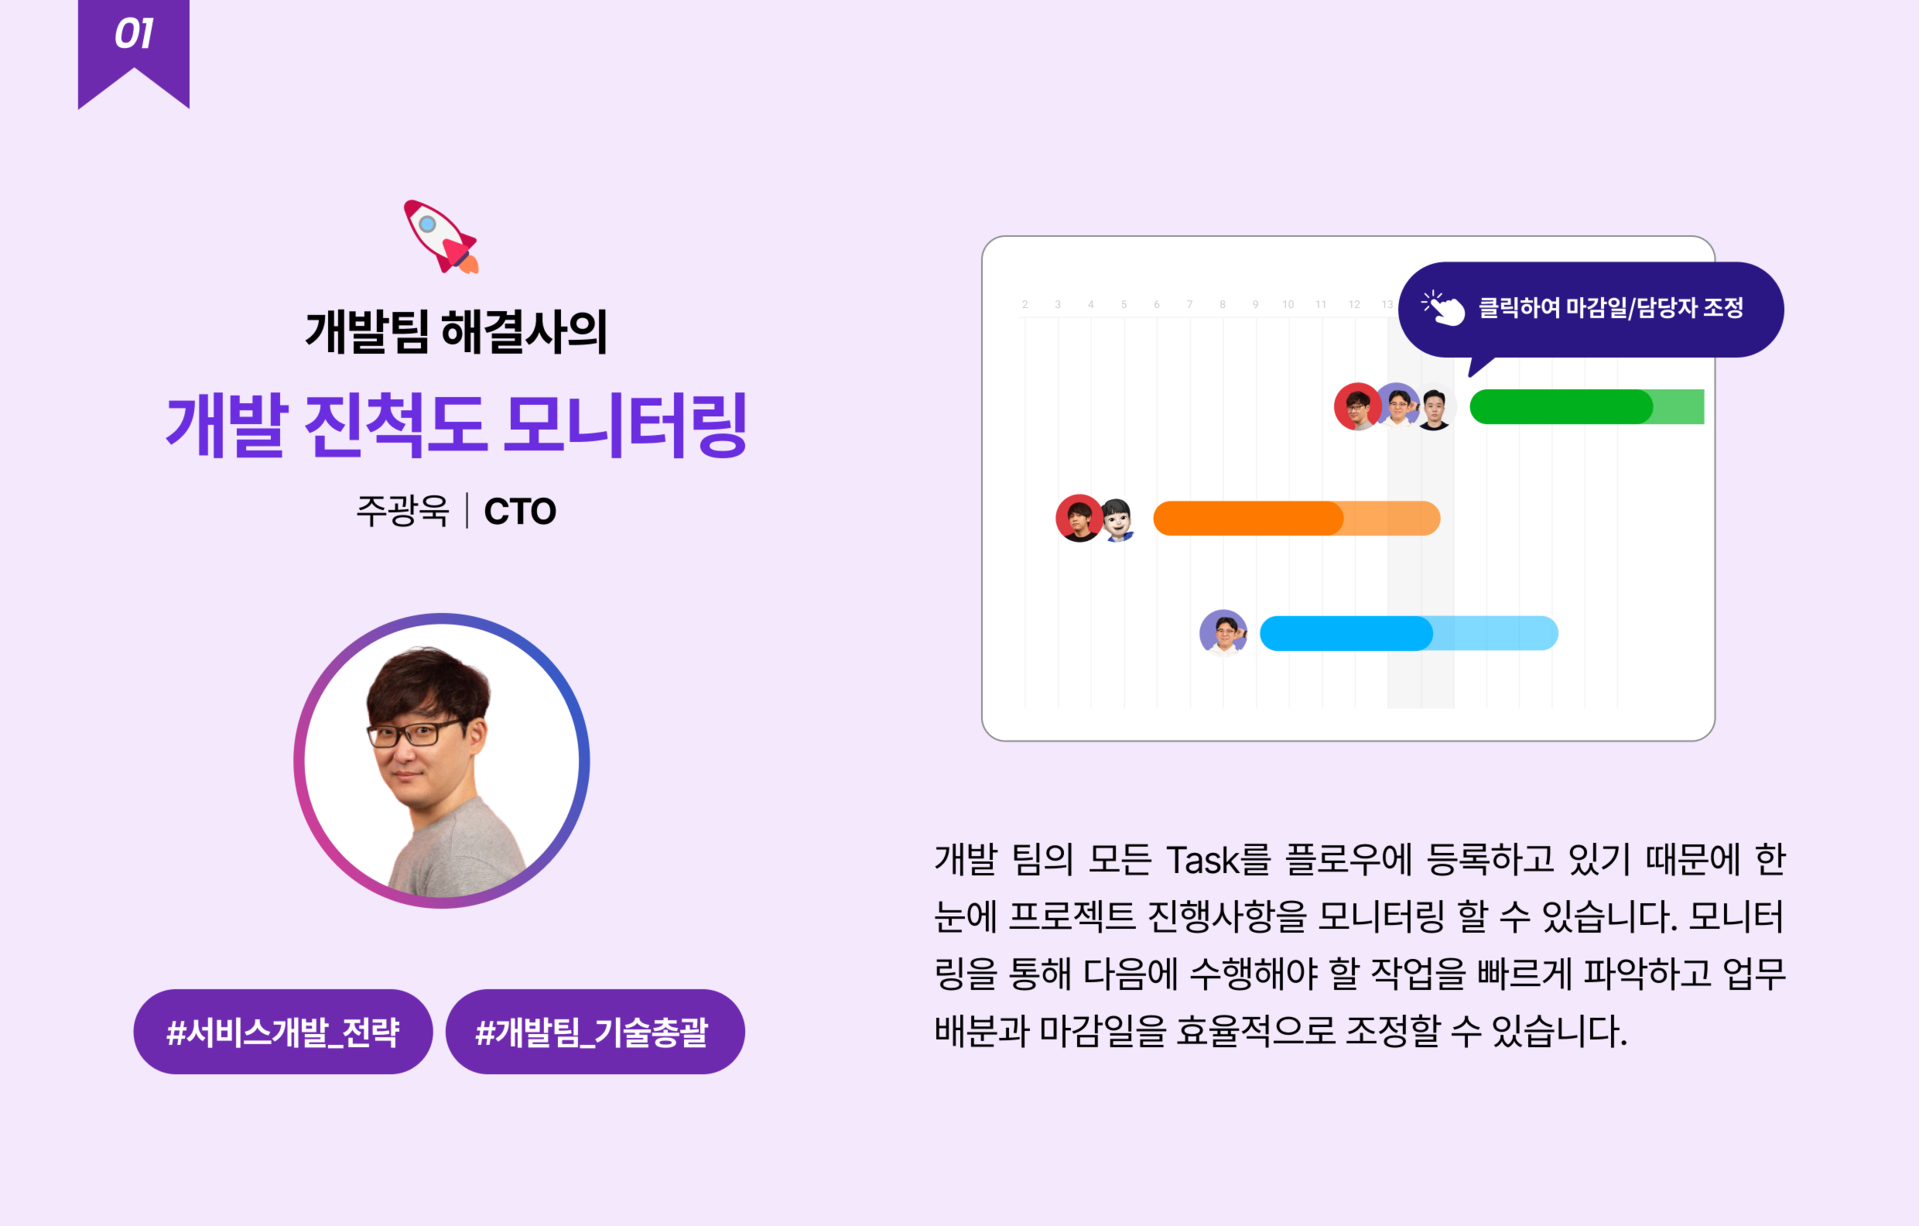 01
개발팀 해결사의
개발 진척도 모니터링
주광욱 | CTO
#서비스개발_전략 #개발팀_기술총괄
2 3 4 5 6 7 8 9 10 11 12 13
클릭하여 마감일/담당자 조정
개발 팀의 모든 Task를 플로우에 등록하고 있기 때문에 한
눈에 프로젝트 진행사항을 모니터링 할 수 있습니다. 모니터
링을 통해 다음에 수행해야 할 작업을 빠르게 파악하고 업무
배분과 마감일을 효율적으로 조정할 수 있습니다.